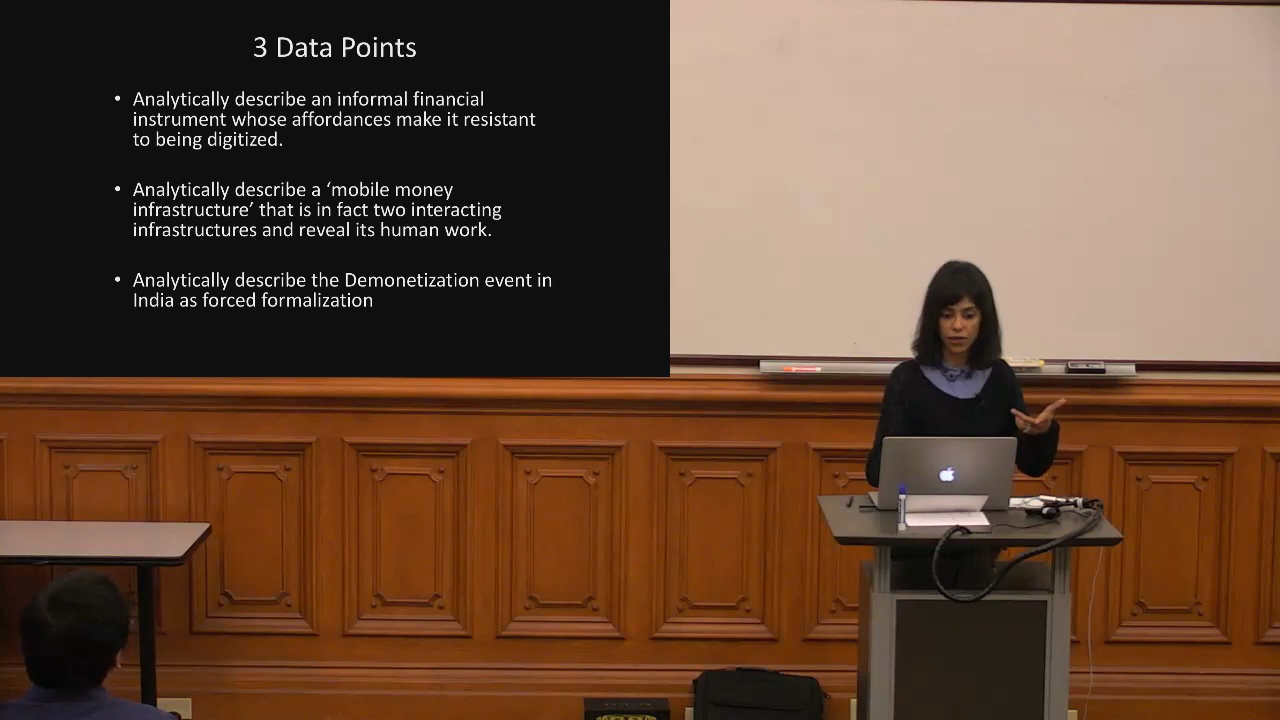 3 Data Points
• Analytically describe an informal financial
instrument whose affordances make it resistant
to being digitized.
• Analytically describe a ‘mobile money
infrastructure’ that is in fact two interacting
infrastructures and reveal its human work.
• Analytically describe the Demonetization event in
India as forced formalization